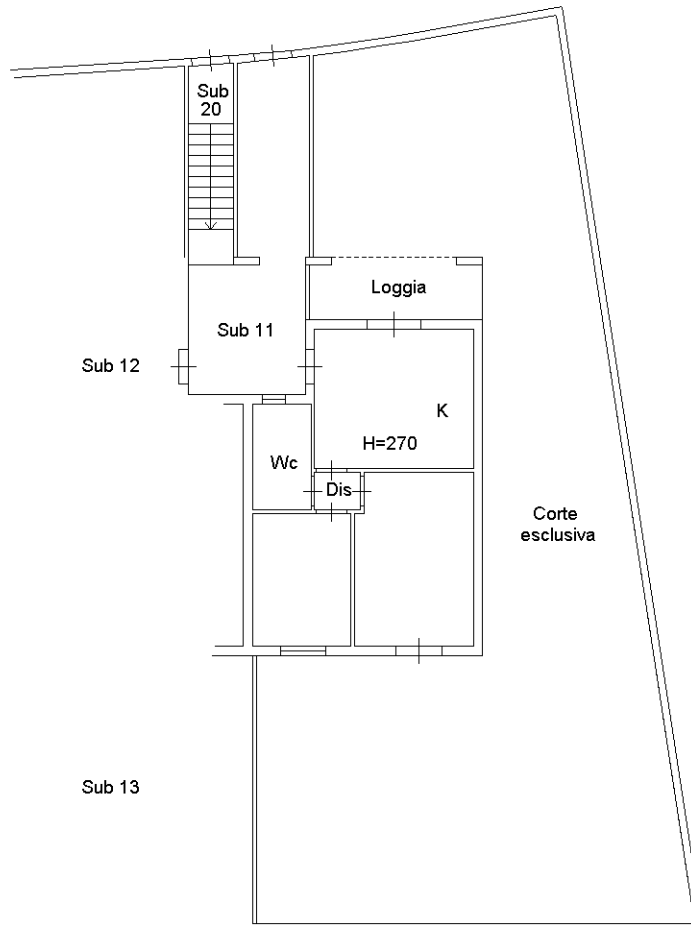 Sub
20
Loggia
Sub 11
Sub 12
K
H=270
Wc
Dis
Corte
esclusiva
Sub 13